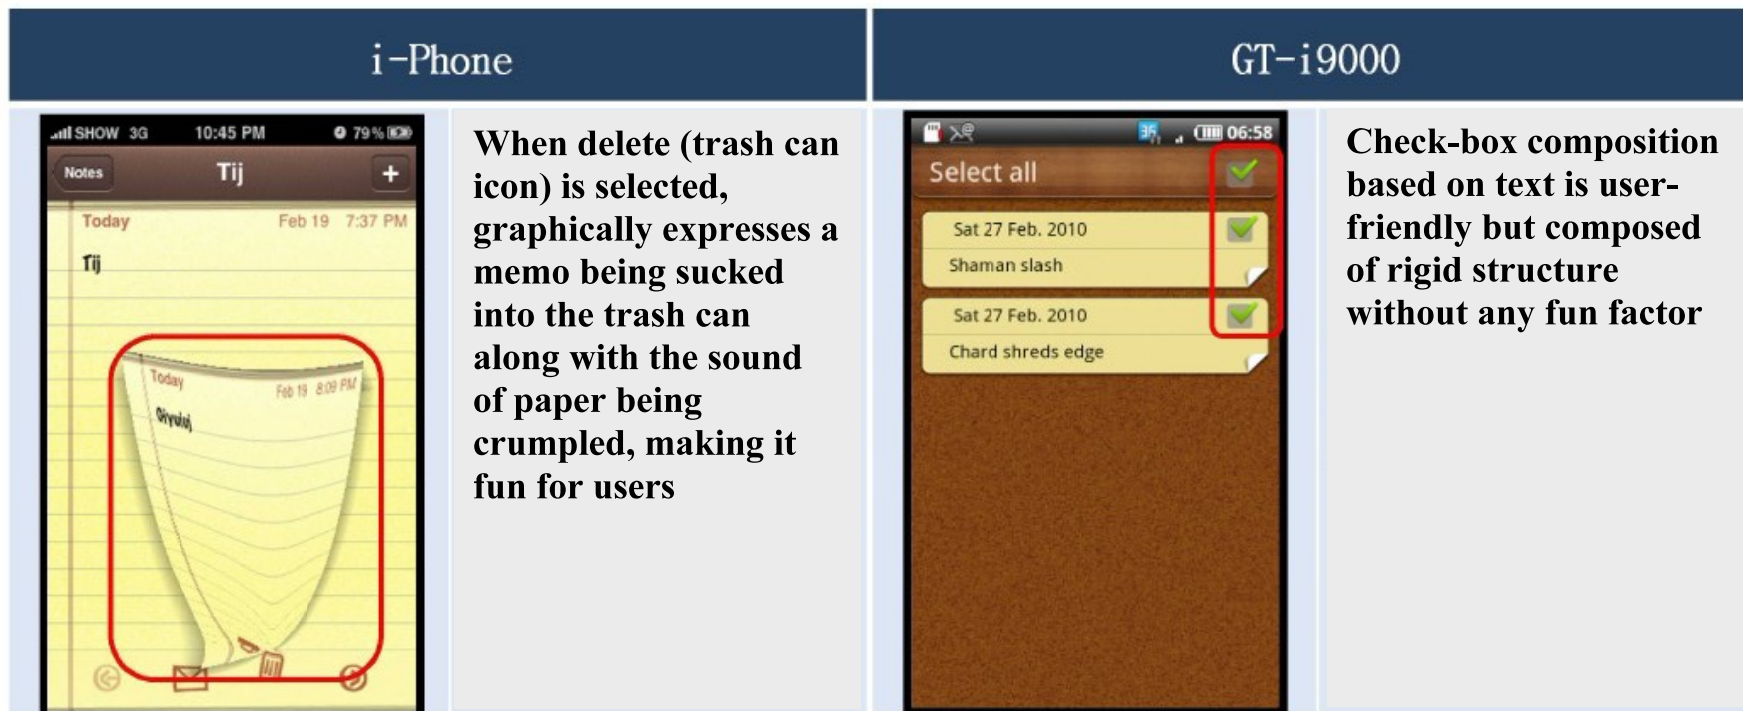 i-Phone
GT-i9000
SHOW 3G 10:45 PM 79%
Notes Tij +
Today Feb 19 7:37 PM
Tij
Today Feb 19 8:09 PM
When delete (trash can
icon) is selected,
graphically expresses a
memo being sucked
into the trash can
along with the sound
of paper being
crumpled, making it
fun for users
06:58
Select all
Sat 27 Feb. 2010
Shaman slash
Sat 27 Feb. 2010
Chard shreds edge
Check-box composition
based on text is user-
friendly but composed
of rigid structure
without any fun factor